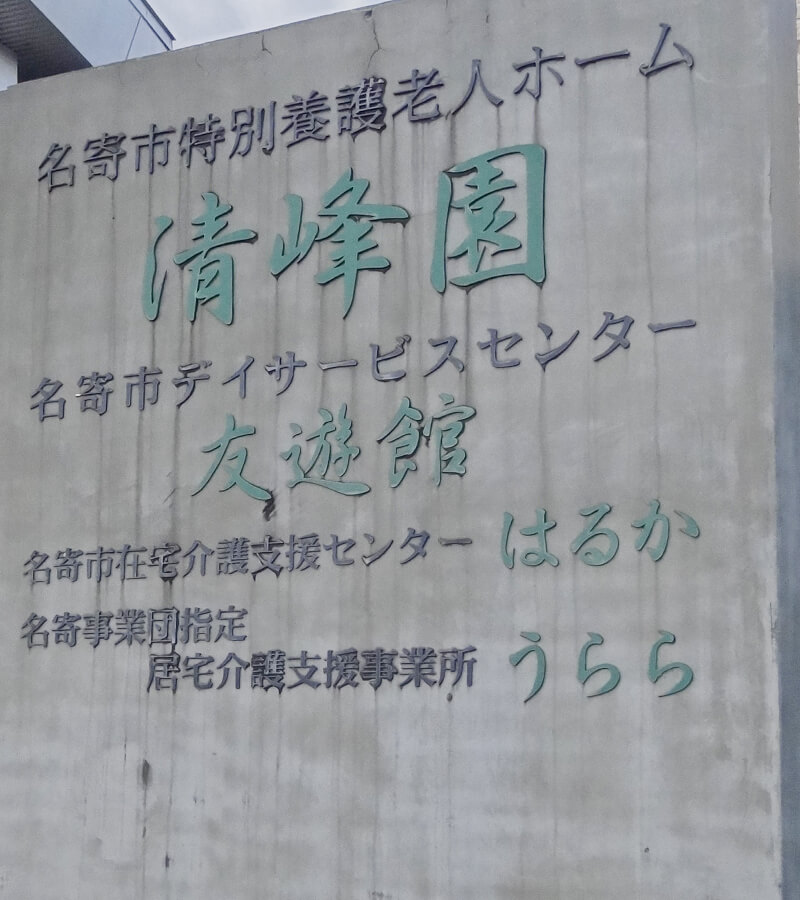 名寄市特別養護老人ホーム
清峰園
名寄市デイサービスセンター
友遊館
名寄市在宅介護支援センター はるか
名寄事業団指定
居宅介護支援事業所 うらら